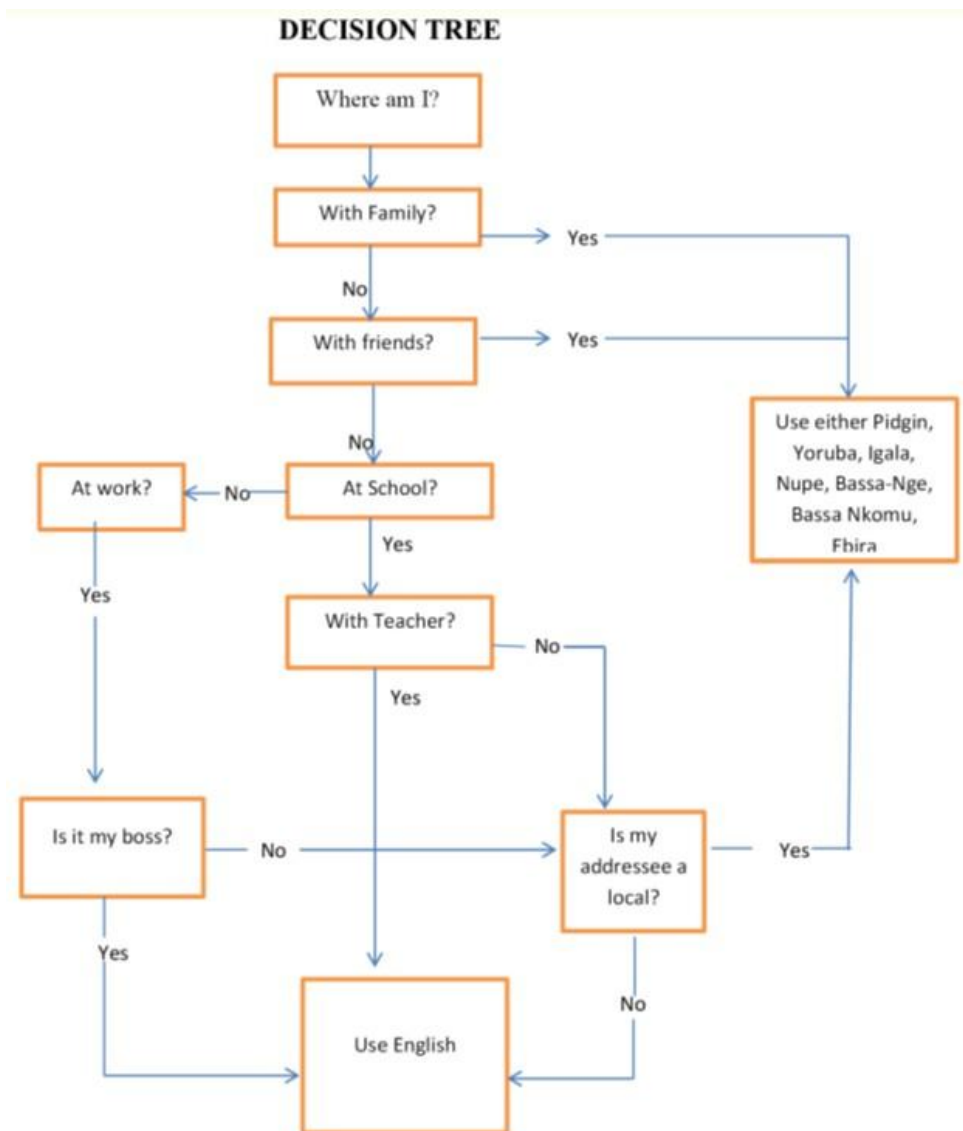 DECISION TREE
Where am I?
With Family?
Yes
No
With friends?
Yes
No
Use either Pidgin,
Yoruba, Igala,
Nupe, Bassa-Nge,
Bassa Nkomu,
Ebira
At School?
No
At work?
Yes
Yes
With Teacher?
No
Yes
Is it my boss?
No
Is my
addressee a
local?
Yes
Yes
No
Use English